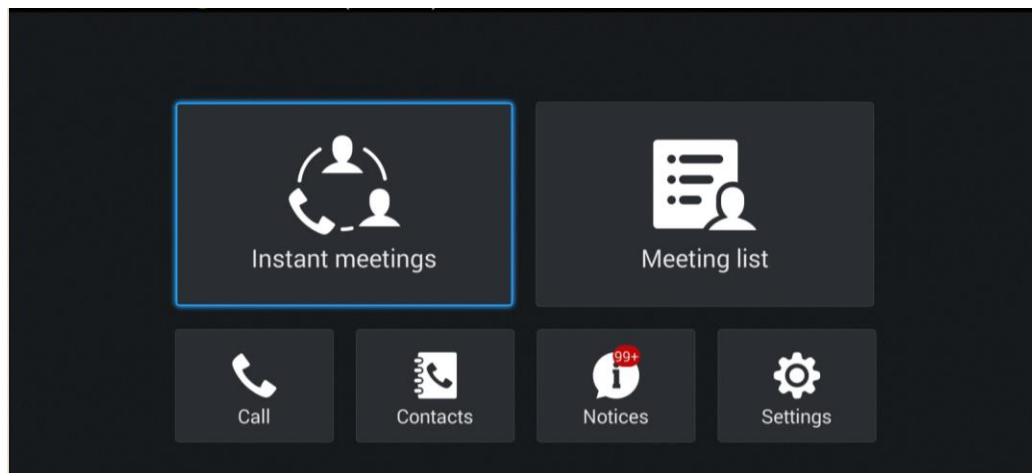 Instant meetings
Meeting list
99+
Call
Contacts
Notices
Settings